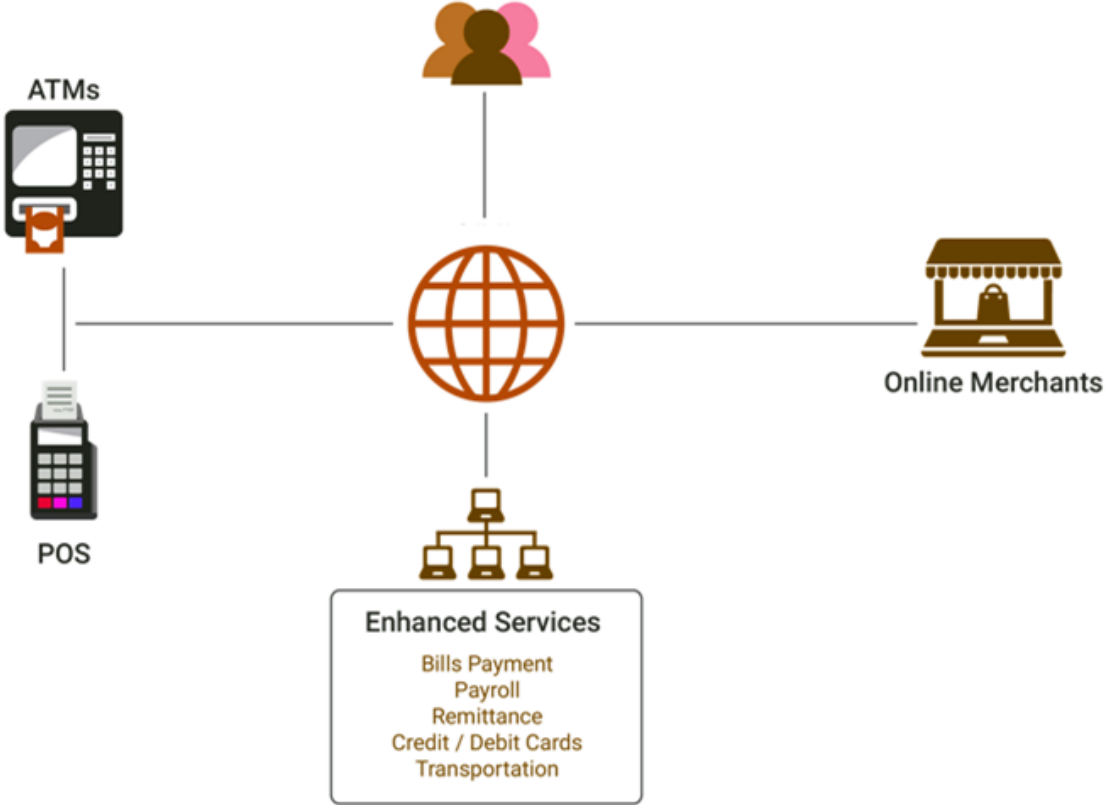 ATMs
Online Merchants
POS
Enhanced Services
Bills Payment
Payroll
Remittance
Credit / Debit Cards
Transportation